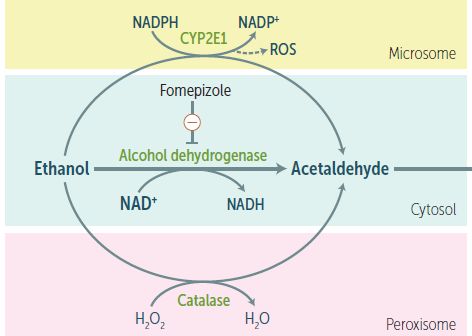 NADPH
NADP⁺
CYP2E1
ROS
Microsome
Fomepizole
−
Alcohol dehydrogenase
Ethanol
Acetaldehyde
NAD⁺
NADH
Cytosol
Catalase
H₂O₂
H₂O
Peroxisome